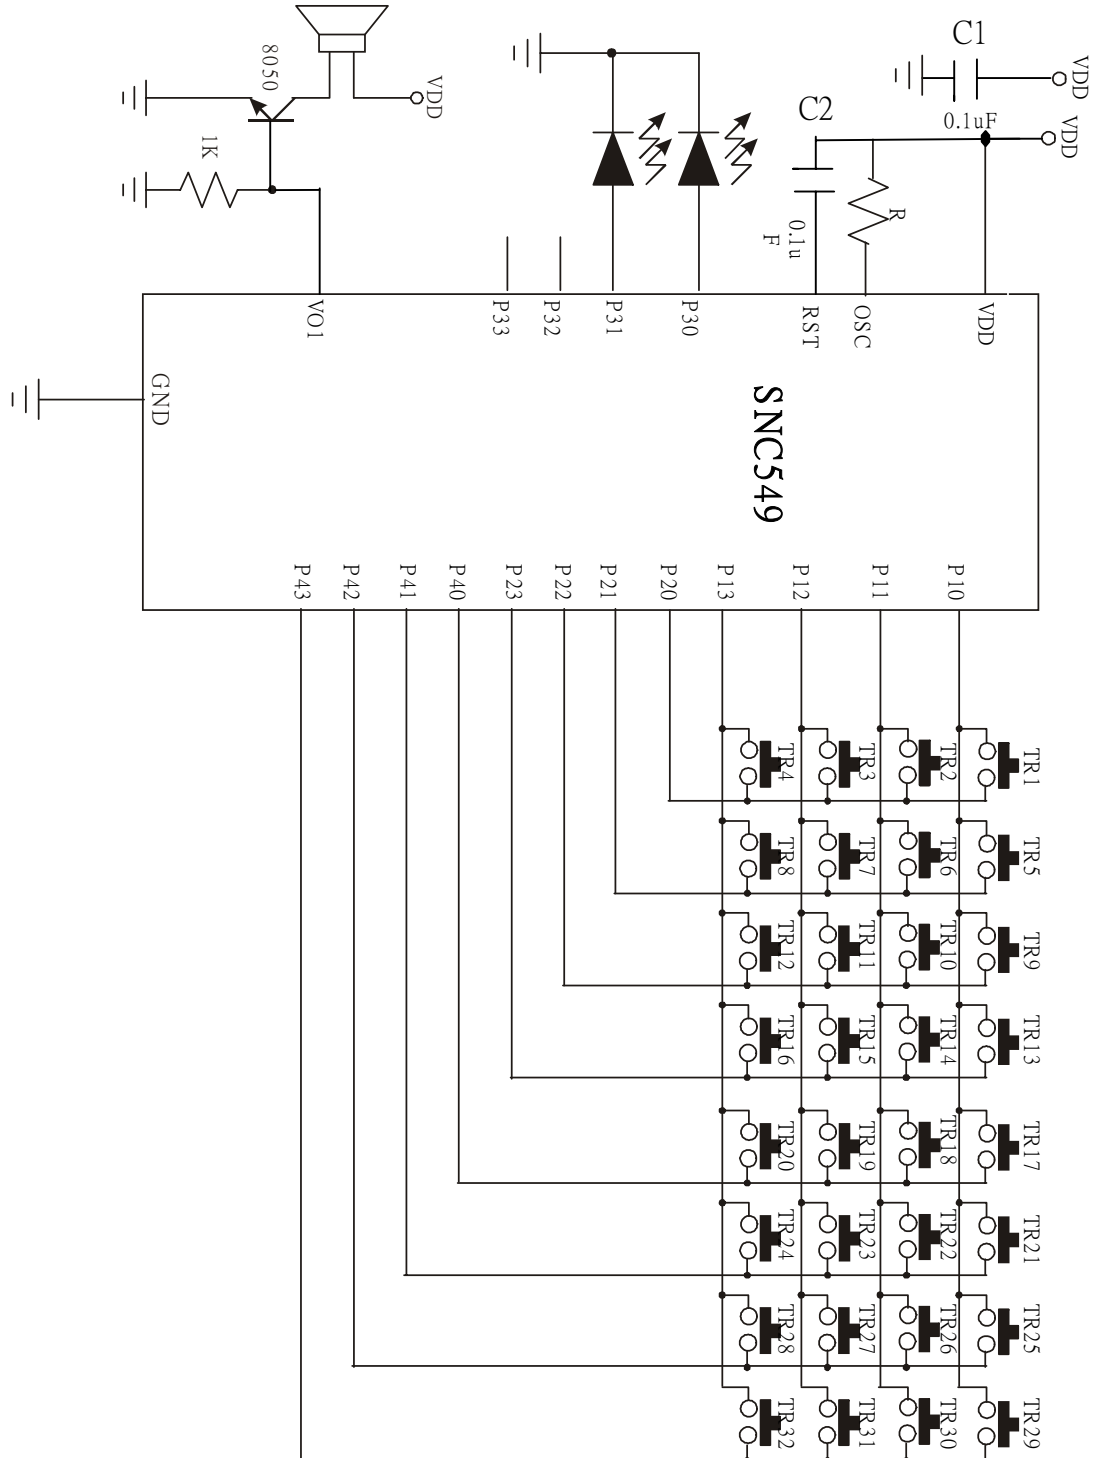 C1
VDD
0.1uF
VDD
C2
R
0.1u
F
VDD
8050
1K
VO1
P33
P32
P31
P30
RST
OSC
VDD
GND
SNC549
P43
P42
P41
P40
P23
P22
P21
P20
P13
P12
P11
P10
TR4
TR3
TR2
TR1
TR8
TR7
TR6
TR5
TR12
TR11
TR10
TR9
TR16
TR15
TR14
TR13
TR20
TR19
TR18
TR17
TR24
TR23
TR22
TR21
TR28
TR27
TR26
TR25
TR32
TR31
TR30
TR29